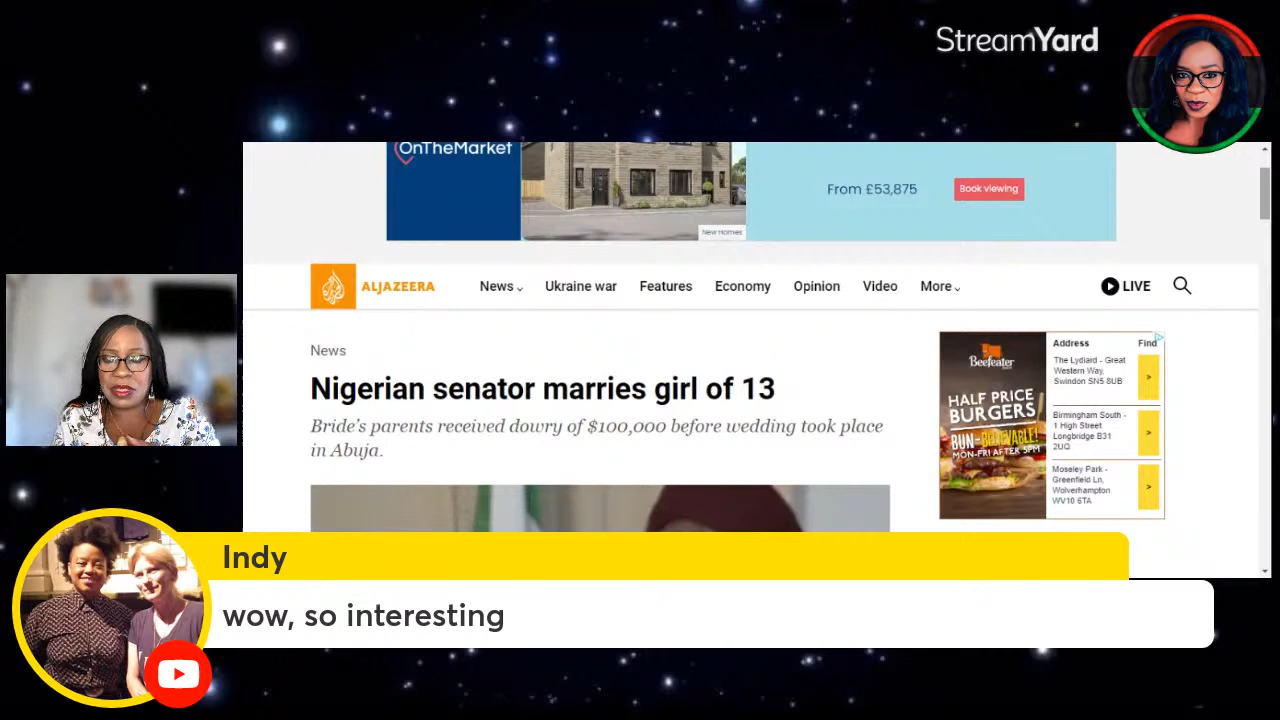 StreamYard
OnTheMarket
From £53,875
Book viewing
New Homes
ALJAZEERA
News
Ukraine war
Features
Economy
Opinion
Video
More
LIVE
News
Nigerian senator marries girl of 13
Bride's parents received dowry of $100,000 before wedding took place
in Abuja.
Beefeater
HALF PRICE
BURGERS
BUN-BELIEVABLE!
MON-FRI AFTER 5PM
Address
Find
The Lydiard - Great
Western Way,
Swindon SN5 8UB
>
Birmingham South -
1 High Street
Longbridge B31
2UQ
>
Moseley Park -
Greenfield Ln,
Wolverhampton
WV10 6TA
>
Indy
wow, so interesting